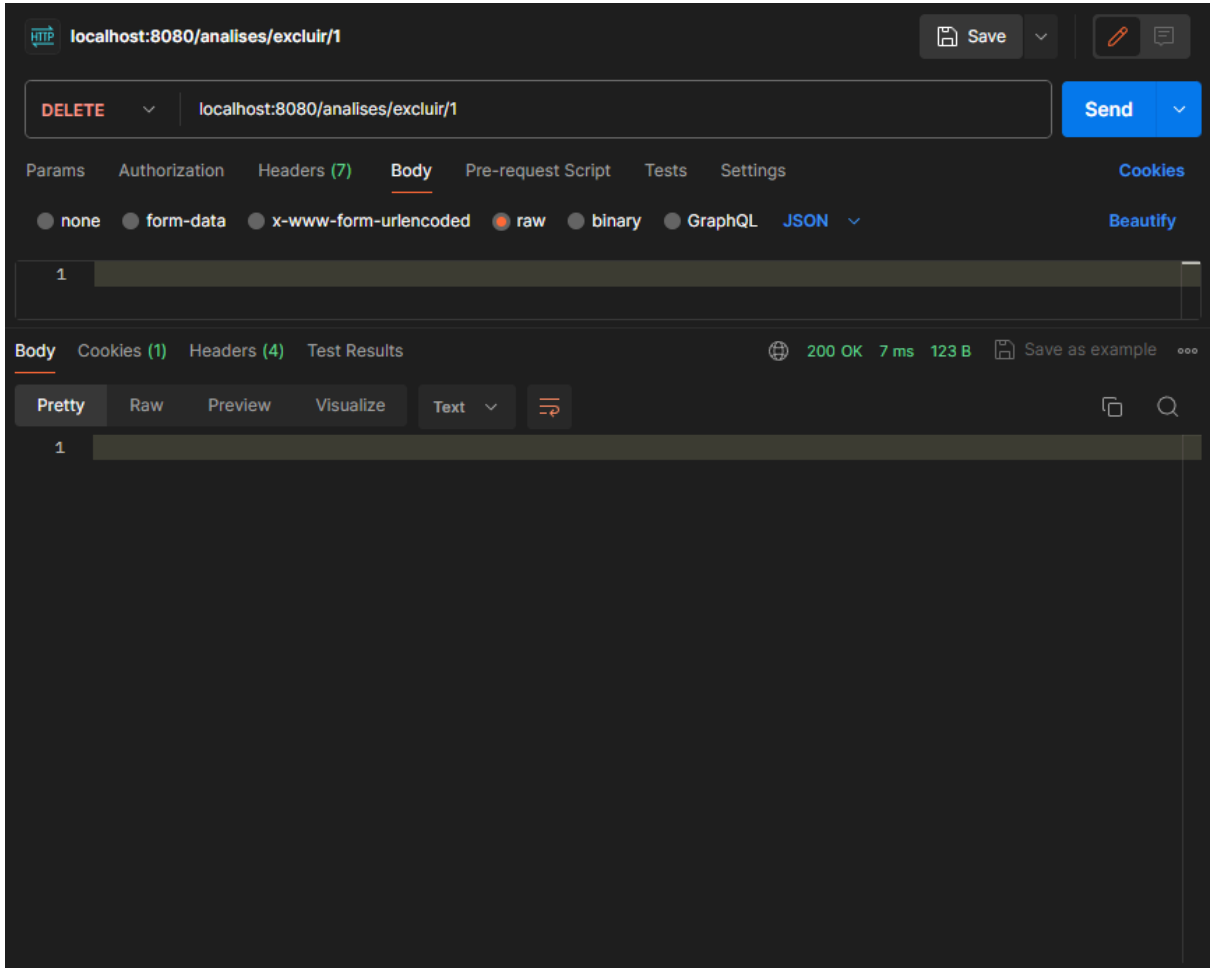 HTTP localhost:8080/analises/excluir/1 Save
DELETE localhost:8080/analises/excluir/1 Send
Params Authorization Headers (7) Body Pre-request Script Tests Settings Cookies
none form-data x-www-form-urlencoded raw binary GraphQL JSON Beautify
1
Body Cookies (1) Headers (4) Test Results 200 OK 7 ms 123 B Save as example
Pretty Raw Preview Visualize Text
1